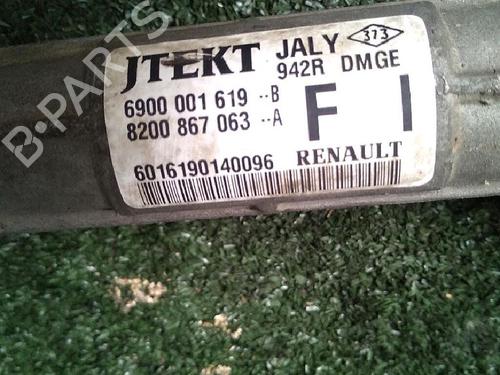 JTEKT JALY 373
942R DMGE
6900 001 619 --B
8200 867 063 --A
F I
6016190140096 RENAULT
B-PARTS